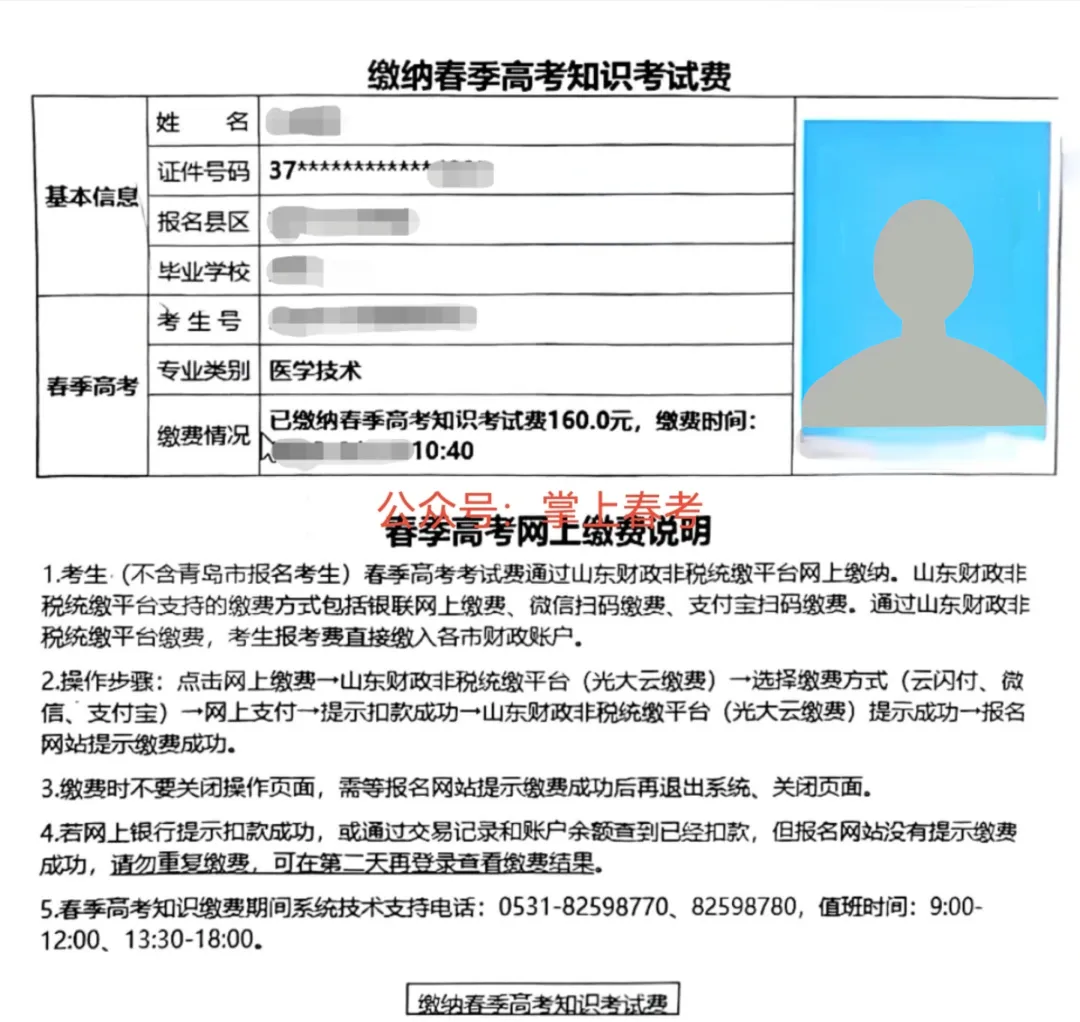 缴纳春季高考知识考试费
基本信息
姓 名
证件号码 37************
报名县区
毕业学校
春季高考
考生号
专业类别 医学技术
缴费情况 已缴纳春季高考知识考试费160.0元，缴费时间：
10:40
公众号：掌上春考
春季高考网上缴费说明
1.考生（不含青岛市报名考生）春季高考考试费通过山东财政非税统缴平台网上缴纳。山东财政非
税统缴平台支持的缴费方式包括银联网上缴费、微信扫码缴费、支付宝扫码缴费。通过山东财政非
税统缴平台缴费，考生报考费直接缴入各市财政账户。
2.操作步骤：点击网上缴费→山东财政非税统缴平台（光大云缴费）→选择缴费方式（云闪付、微
信、支付宝）→网上支付→提示扣款成功→山东财政非税统缴平台（光大云缴费）提示成功→报名
网站提示缴费成功。
3.缴费时不要关闭操作页面，需等报名网站提示缴费成功后再退出系统、关闭页面。
4.若网上银行提示扣款成功，或通过交易记录和账户余额查到已经扣款，但报名网站没有提示缴费
成功，请勿重复缴费，可在第二天再登录查看缴费结果。
5.春季高考知识缴费期间系统技术支持电话：0531-82598770、82598780，值班时间：9:00-
12:00、13:30-18:00。
缴纳春季高考知识考试费